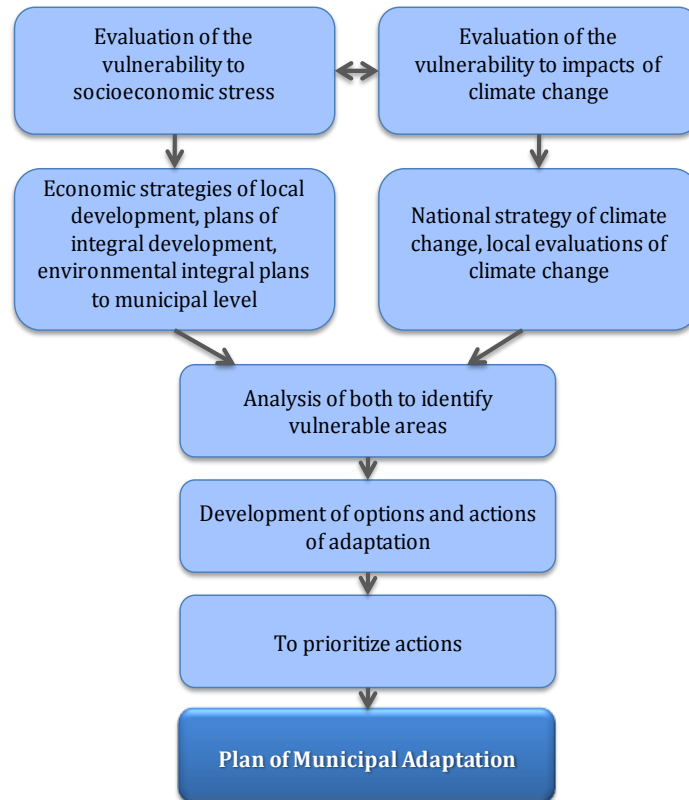 Evaluation of the
vulnerability to
socioeconomic stress
Evaluation of the
vulnerability to impacts of
climate change
Economic strategies of local
development, plans of
integral development,
environmental integral plans
to municipal level
National strategy of climate
change, local evaluations of
climate change
Analysis of both to identify
vulnerable areas
Development of options and actions
of adaptation
To prioritize actions
Plan of Municipal Adaptation